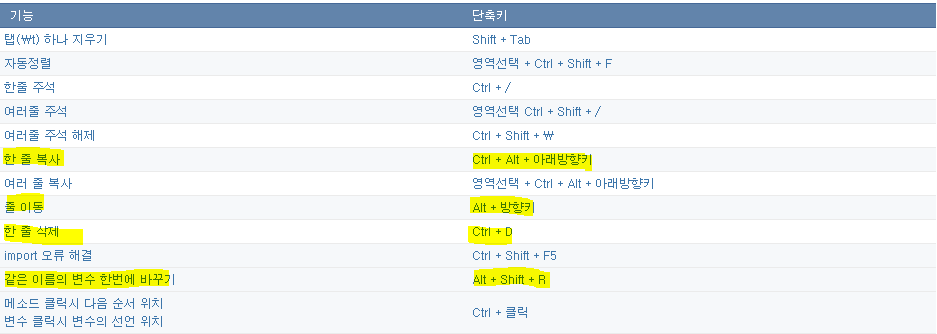 기능 단축키
탭(₩t) 하나 지우기 Shift + Tab
자동정렬 영역선택 + Ctrl + Shift + F
한줄 주석 Ctrl + /
여러줄 주석 영역선택 Ctrl + Shift + /
여러줄 주석 해제 Ctrl + Shift + ₩
한 줄 복사 Ctrl + Alt + 아래방향키
여러 줄 복사 영역선택 + Ctrl + Alt + 아래방향키
줄 이동 Alt + 방향키
한 줄 삭제 Ctrl + D
import 오류 해결 Ctrl + Shift + F5
같은 이름의 변수 한번에 바꾸기 Alt + Shift + R
메소드 클릭시 다음 순서 위치
변수 클릭시 변수의 선언 위치
Ctrl + 클릭